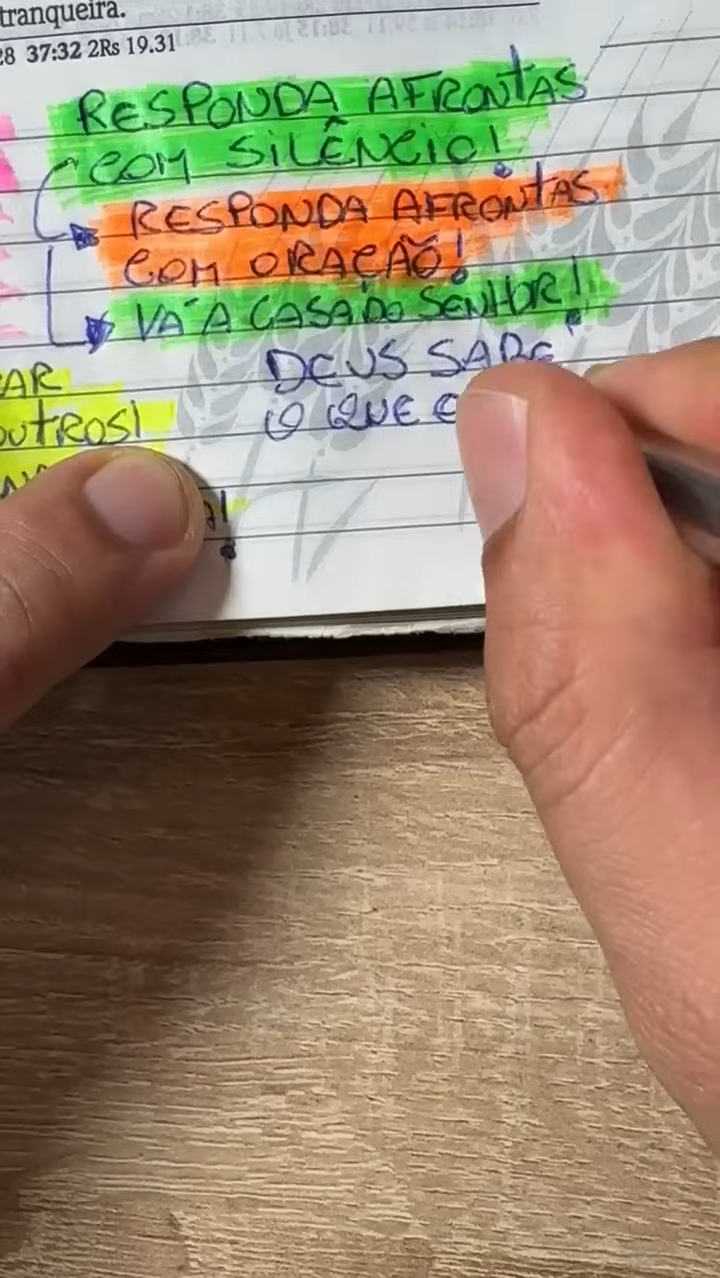 tranqueira.
28 37:32 2Rs 19.31
RESPONDA AFRONTAS
COM SILÊNCIO!
RESPONDA AFRONTAS
COM ORAÇÃO!
VÁ A CASA DO SENHOR!
DEUS SABE
O QUE
AR
OUTROS!